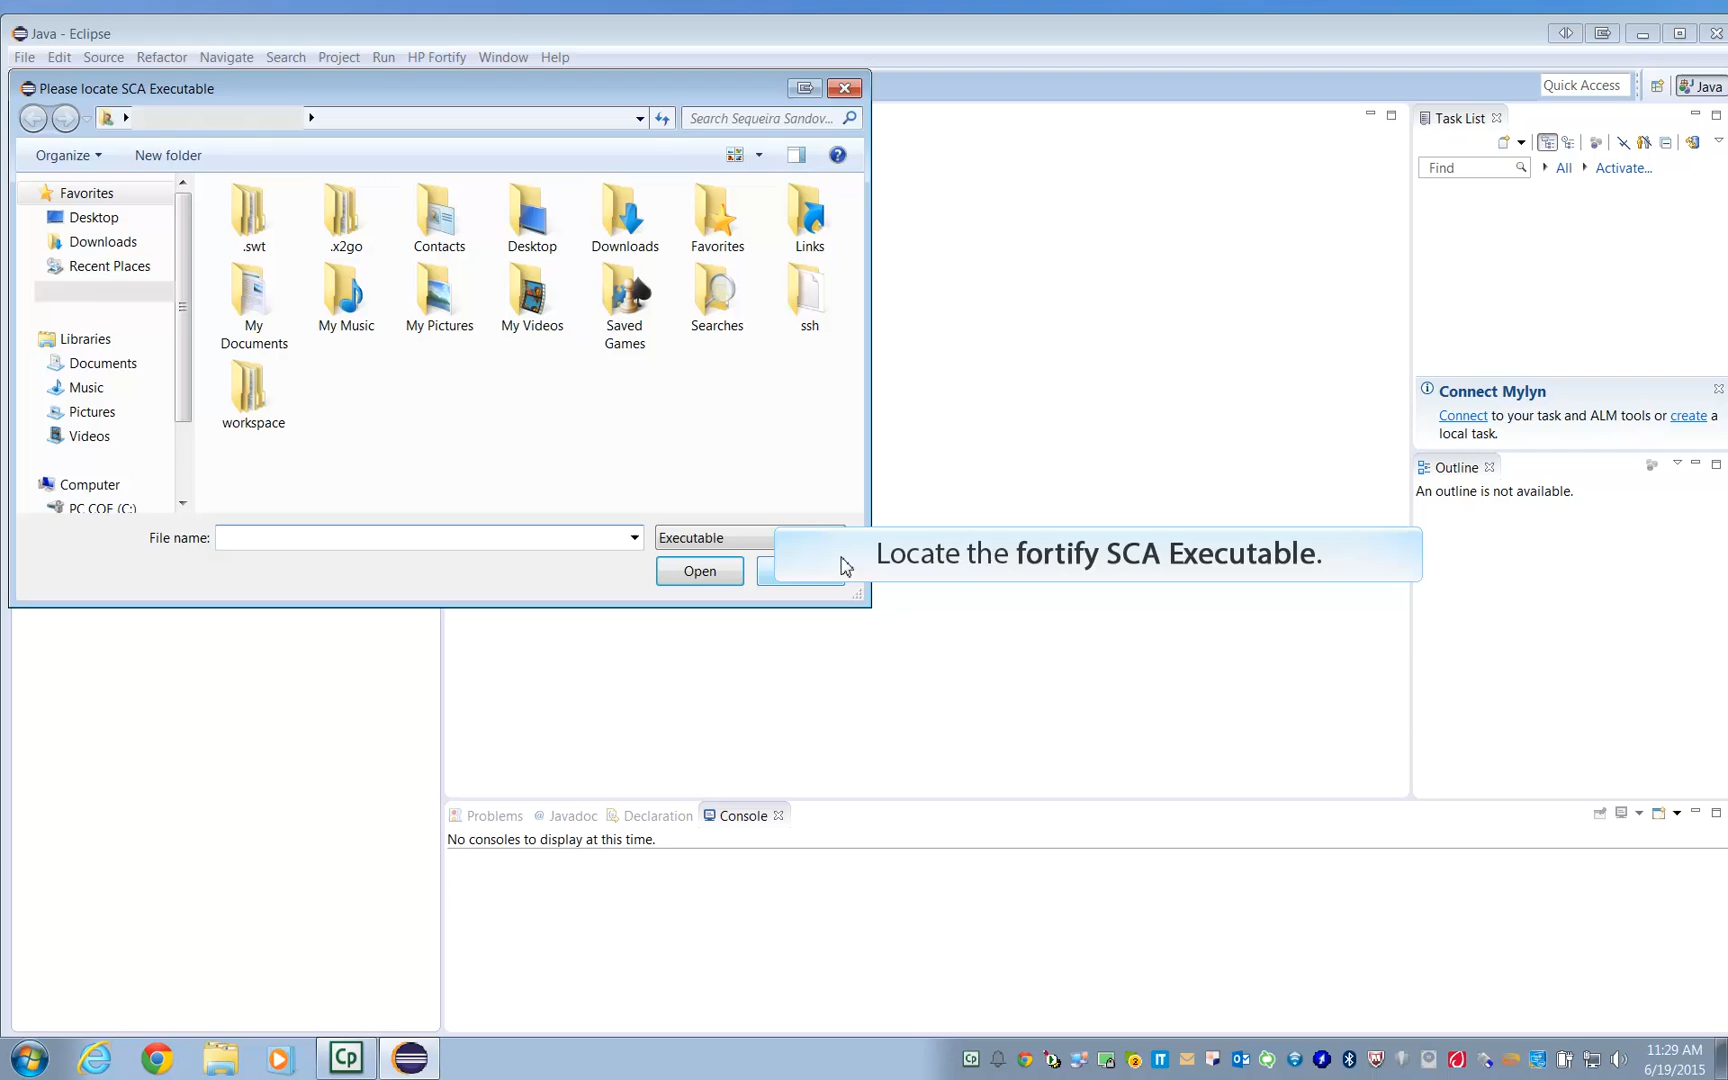 Java - Eclipse
File Edit Source Refactor Navigate Search Project Run HP Fortify Window Help
Please locate SCA Executable
Quick Access
Java
Search Sequeira Sandov...
Organize
New folder
Favorites
Desktop
Downloads
Recent Places
Libraries
Documents
Music
Pictures
Videos
Computer
PC COE (C:)
.swt
.x2go
Contacts
Desktop
Downloads
Favorites
Links
My Documents
My Music
My Pictures
My Videos
Saved Games
Searches
ssh
workspace
File name:
Executable
Open
Locate the fortify SCA Executable.
Task List
Find
All
Activate...
Connect Mylyn
Connect to your task and ALM tools or create a
local task.
Outline
An outline is not available.
Problems @ Javadoc Declaration Console
No consoles to display at this time.
Cp
11:29 AM
6/19/2015